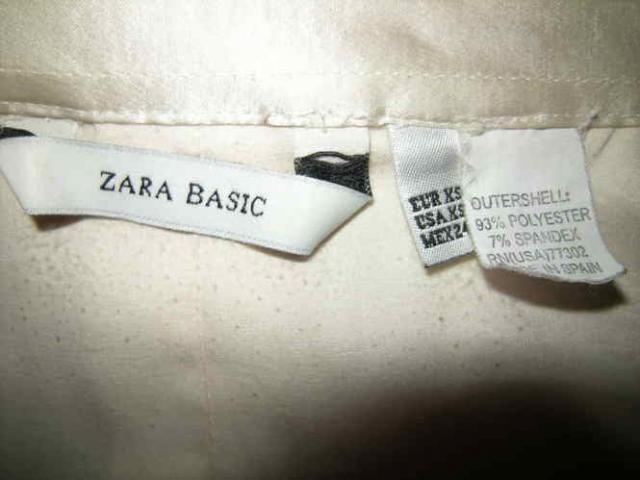 ZARA BASIC
EUR XS
USA XS
MEX 24
OUTERSHELL:
93% POLYESTER
7% SPANDEX
RN(USA)77302
IN SPAIN